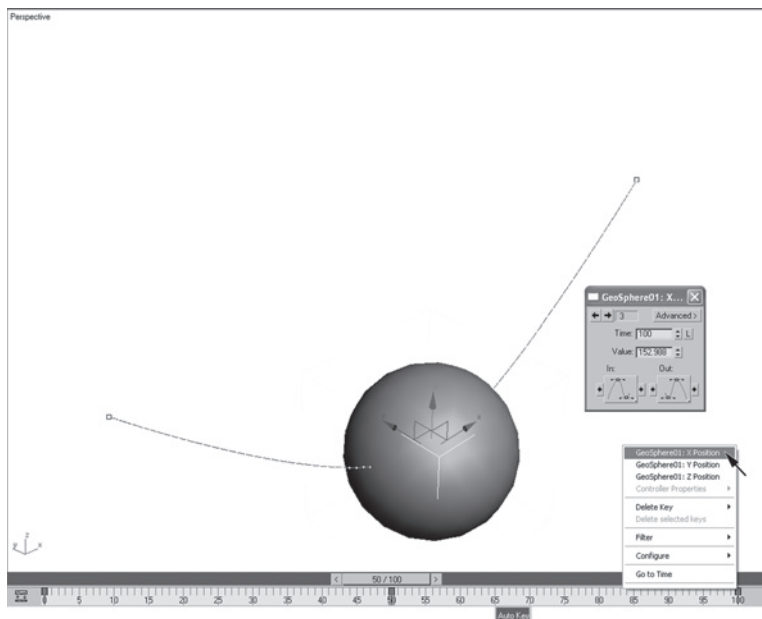 Perspective
GeoSphere01: X...
3
Advanced >
Time: 100
L
Value: 152.988
In: Out:
GeoSphere01: X Position
GeoSphere01: Y Position
GeoSphere01: Z Position
Controller Properties
Delete Key
Delete selected keys
Filter
Configure
Go to Time
z
x
< 50 / 100 >
0 5 10 15 20 25 30 35 40 45 50 55 60 65 70 75 80 85 90 95 100
Auto Key